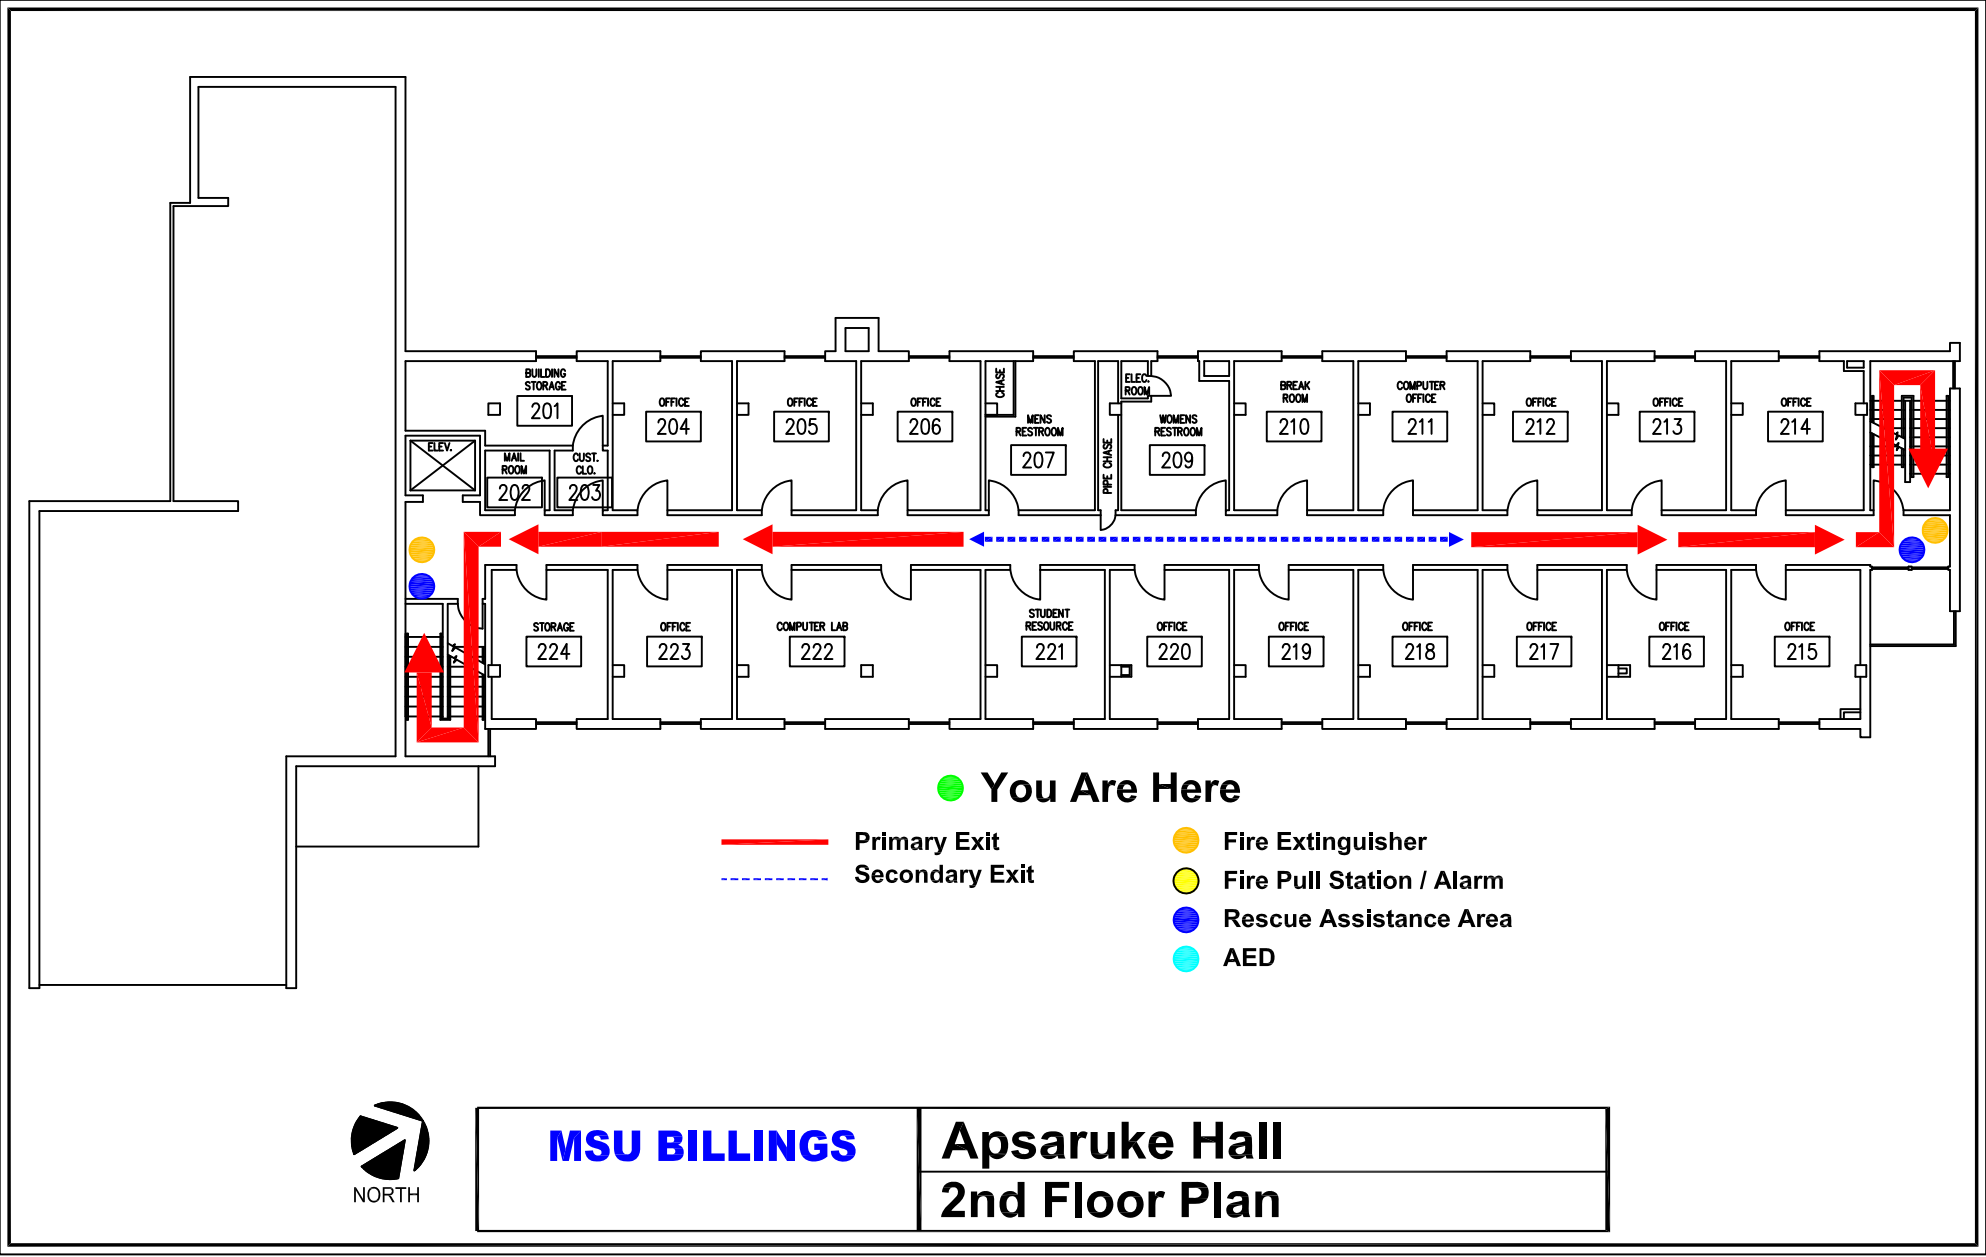 BUILDING
STORAGE
201
ELEV.
MAIL
ROOM
202
CUST.
CLO.
203
OFFICE
204
OFFICE
205
OFFICE
206
CHASE
MENS
RESTROOM
207
PIPE CHASE
ELEC.
ROOM
WOMENS
RESTROOM
209
BREAK
ROOM
210
COMPUTER
OFFICE
211
OFFICE
212
OFFICE
213
OFFICE
214
STORAGE
224
OFFICE
223
COMPUTER LAB
222
STUDENT
RESOURCE
221
OFFICE
220
OFFICE
219
OFFICE
218
OFFICE
217
OFFICE
216
OFFICE
215
You Are Here
Primary Exit
Secondary Exit
Fire Extinguisher
Fire Pull Station / Alarm
Rescue Assistance Area
AED
NORTH
MSU BILLINGS
Apsaruke Hall
2nd Floor Plan